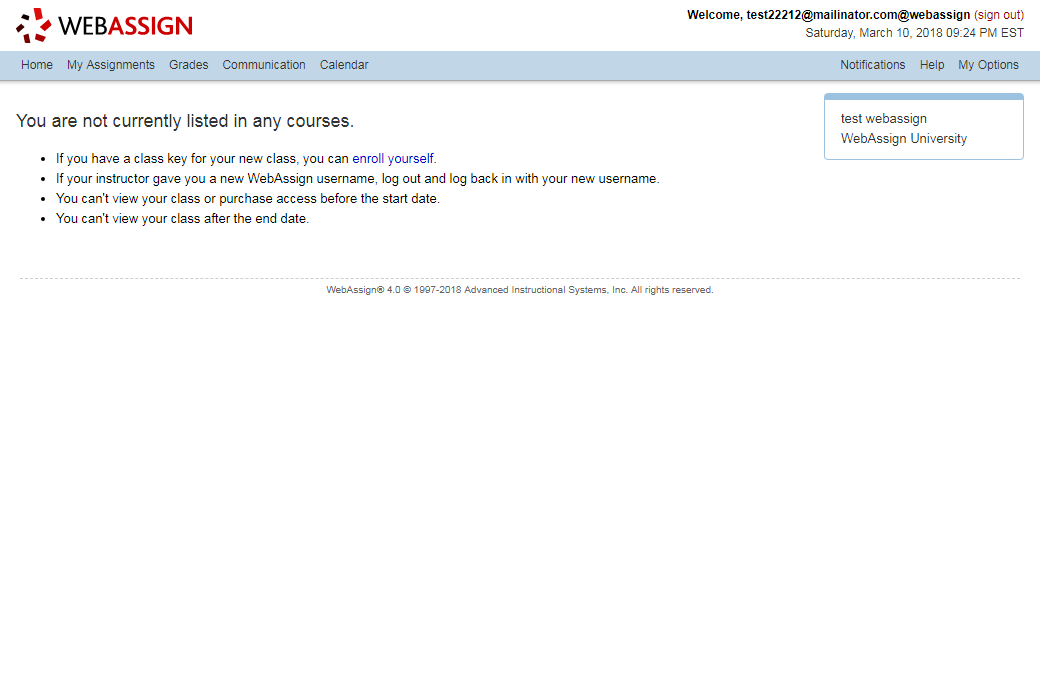 WEBASSIGN
Welcome, test22212@mailinator.com@webassign (sign out)
Saturday, March 10, 2018 09:24 PM EST
Home My Assignments Grades Communication Calendar Notifications Help My Options
You are not currently listed in any courses.
test webassign
WebAssign University
• If you have a class key for your new class, you can enroll yourself.
• If your instructor gave you a new WebAssign username, log out and log back in with your new username.
• You can't view your class or purchase access before the start date.
• You can't view your class after the end date.
WebAssign® 4.0 © 1997-2018 Advanced Instructional Systems, Inc. All rights reserved.